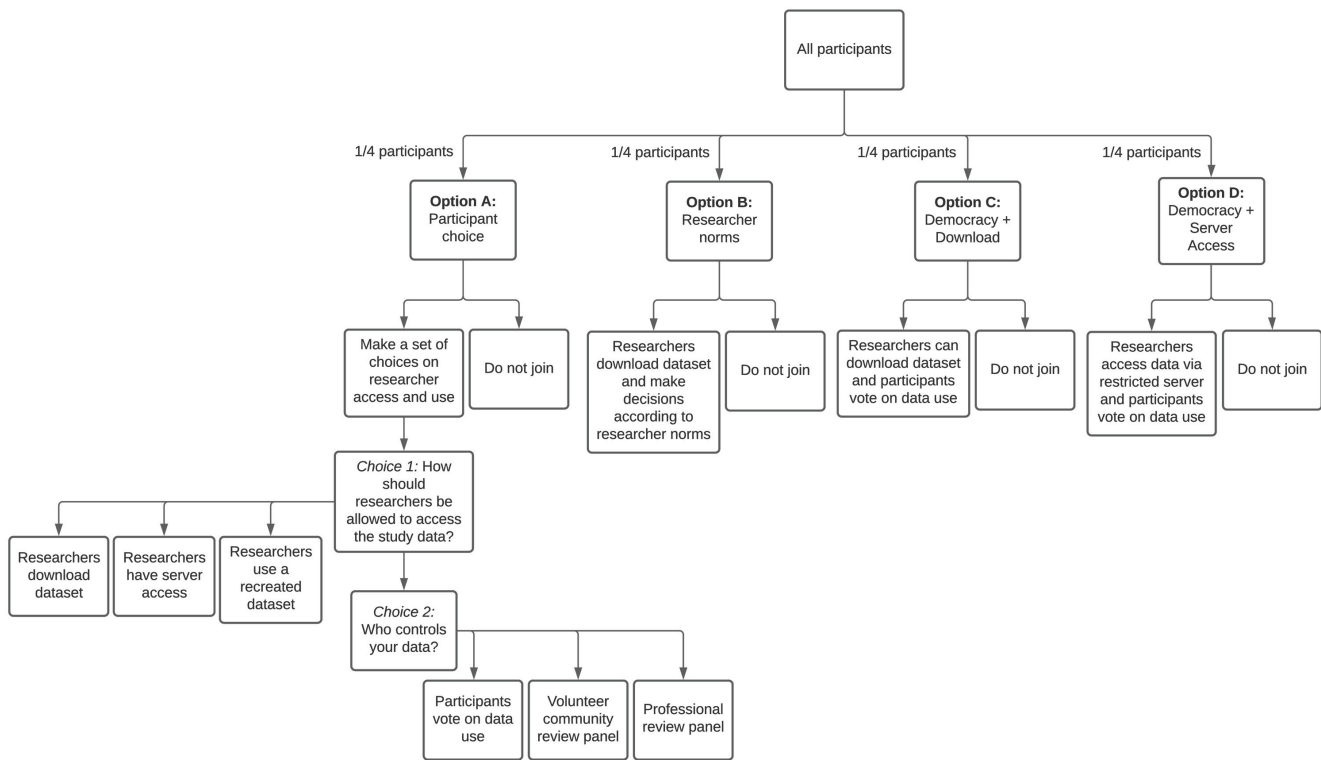 All participants
1/4 participants
1/4 participants
1/4 participants
1/4 participants
Option A:
Participant
choice
Option B:
Researcher
norms
Option C:
Democracy +
Download
Option D:
Democracy +
Server
Access
Make a set of
choices on
researcher
access and use
Do not join
Researchers
download dataset
and make
decisions
according to
researcher norms
Do not join
Researchers can
download dataset
and participants
vote on data use
Do not join
Researchers
access data via
restricted server
and participants
vote on data use
Do not join
Choice 1: How
should
researchers be
allowed to access
the study data?
Researchers
download
dataset
Researchers
have server
access
Researchers
use a
recreated
dataset
Choice 2:
Who controls
your data?
Participants
vote on data
use
Volunteer
community
review panel
Professional
review panel